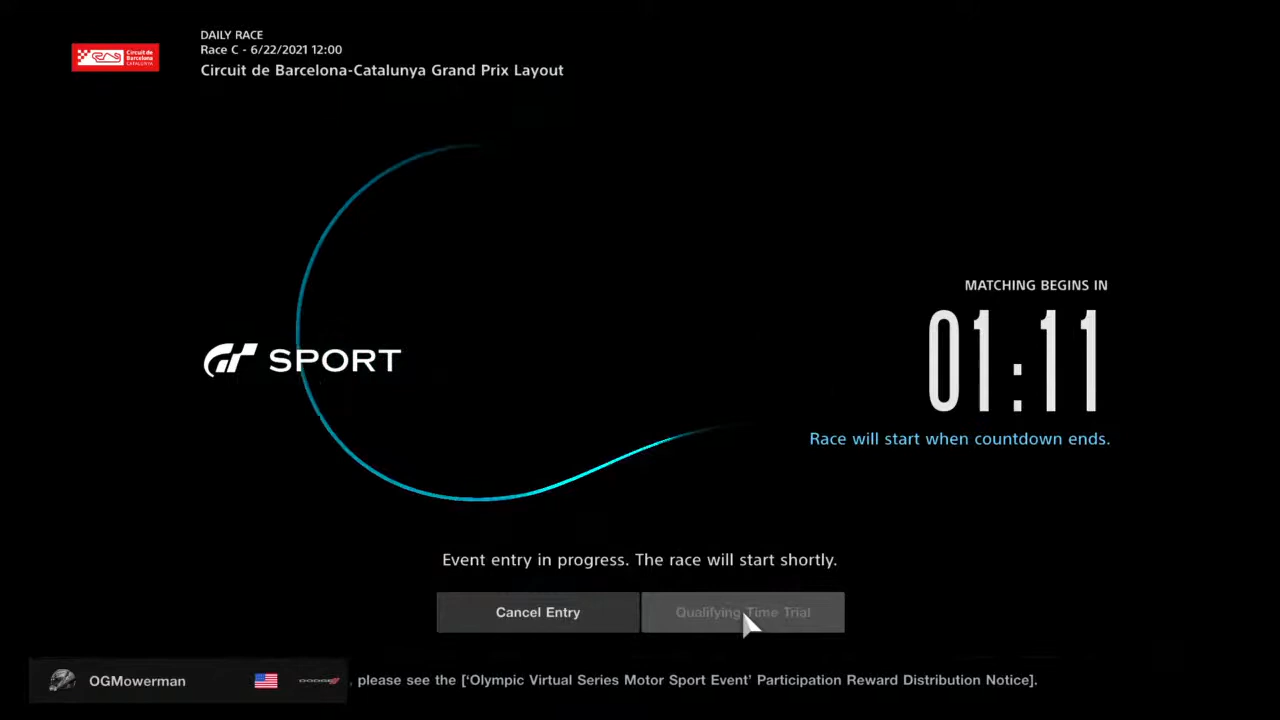 DAILY RACE
Race C - 6/22/2021 12:00
Circuit de Barcelona-Catalunya Grand Prix Layout
Circuit de
Barcelona
CATALUNYA
MATCHING BEGINS IN
01:11
Race will start when countdown ends.
GT SPORT
Event entry in progress. The race will start shortly.
Cancel Entry
Qualifying Time Trial
OGMowerman
DODGE
, please see the ['Olympic Virtual Series Motor Sport Event' Participation Reward Distribution Notice].